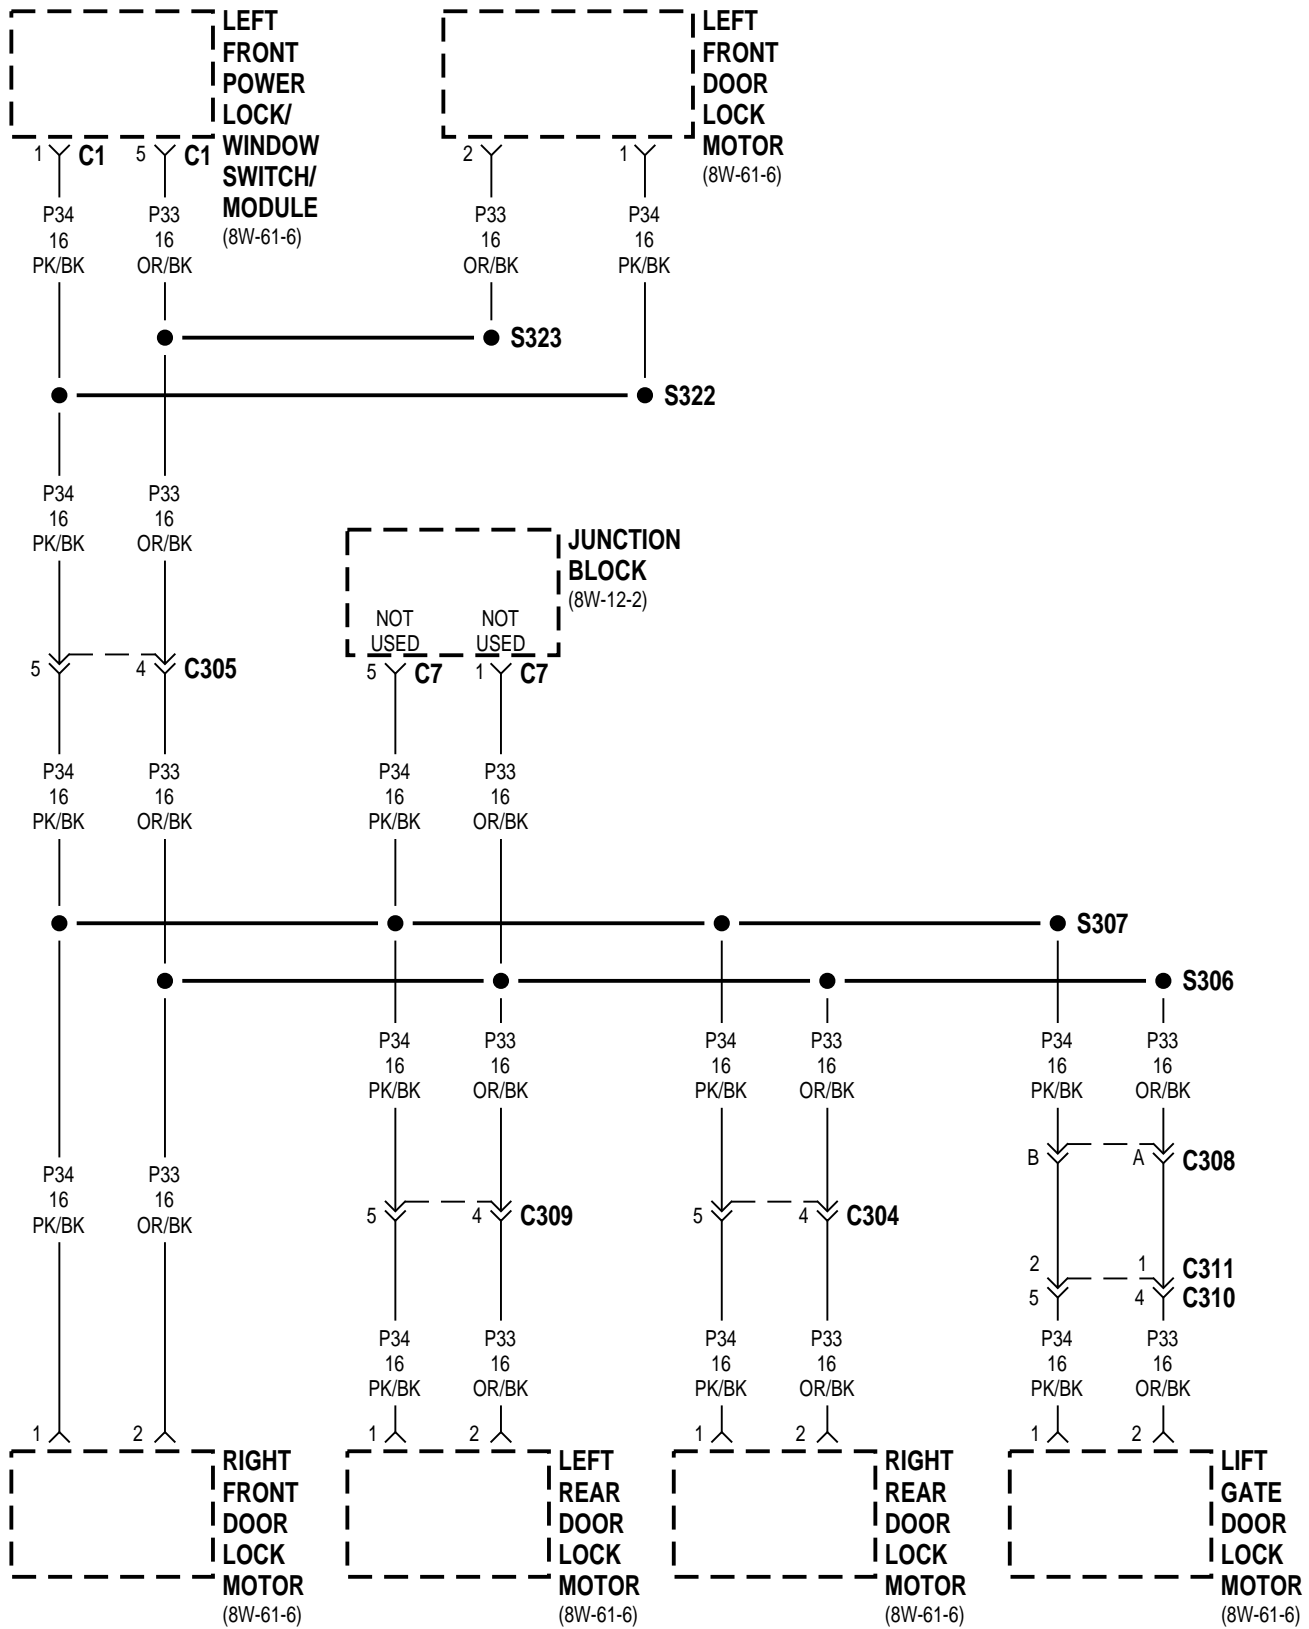 LEFT
FRONT
POWER
LOCK/
WINDOW
SWITCH/
MODULE
(8W-61-6)
LEFT
FRONT
DOOR
LOCK
MOTOR
(8W-61-6)
1 C1 5 C1 2 1
P34 P33 P33 P34
16 16 16 16
PK/BK OR/BK OR/BK PK/BK
S323
S322
P34 P33
16 16
PK/BK OR/BK
JUNCTION
BLOCK
(8W-12-2)
NOT NOT
USED USED
5 4 C305 5 C7 1 C7
P34 P33 P34 P33
16 16 16 16
PK/BK OR/BK PK/BK OR/BK
S307
S306
P34 P33 P34 P33 P34 P33
16 16 16 16 16 16
PK/BK OR/BK PK/BK OR/BK PK/BK OR/BK
B A C308
P34 P33
16 16
PK/BK OR/BK
5 4 C309 5 4 C304
2 1 C311
5 4 C310
P34 P33 P34 P33 P34 P33
16 16 16 16 16 16
PK/BK OR/BK PK/BK OR/BK PK/BK OR/BK
1 2 1 2 1 2 1 2
RIGHT
FRONT
DOOR
LOCK
MOTOR
(8W-61-6)
LEFT
REAR
DOOR
LOCK
MOTOR
(8W-61-6)
RIGHT
REAR
DOOR
LOCK
MOTOR
(8W-61-6)
LIFT
GATE
DOOR
LOCK
MOTOR
(8W-61-6)